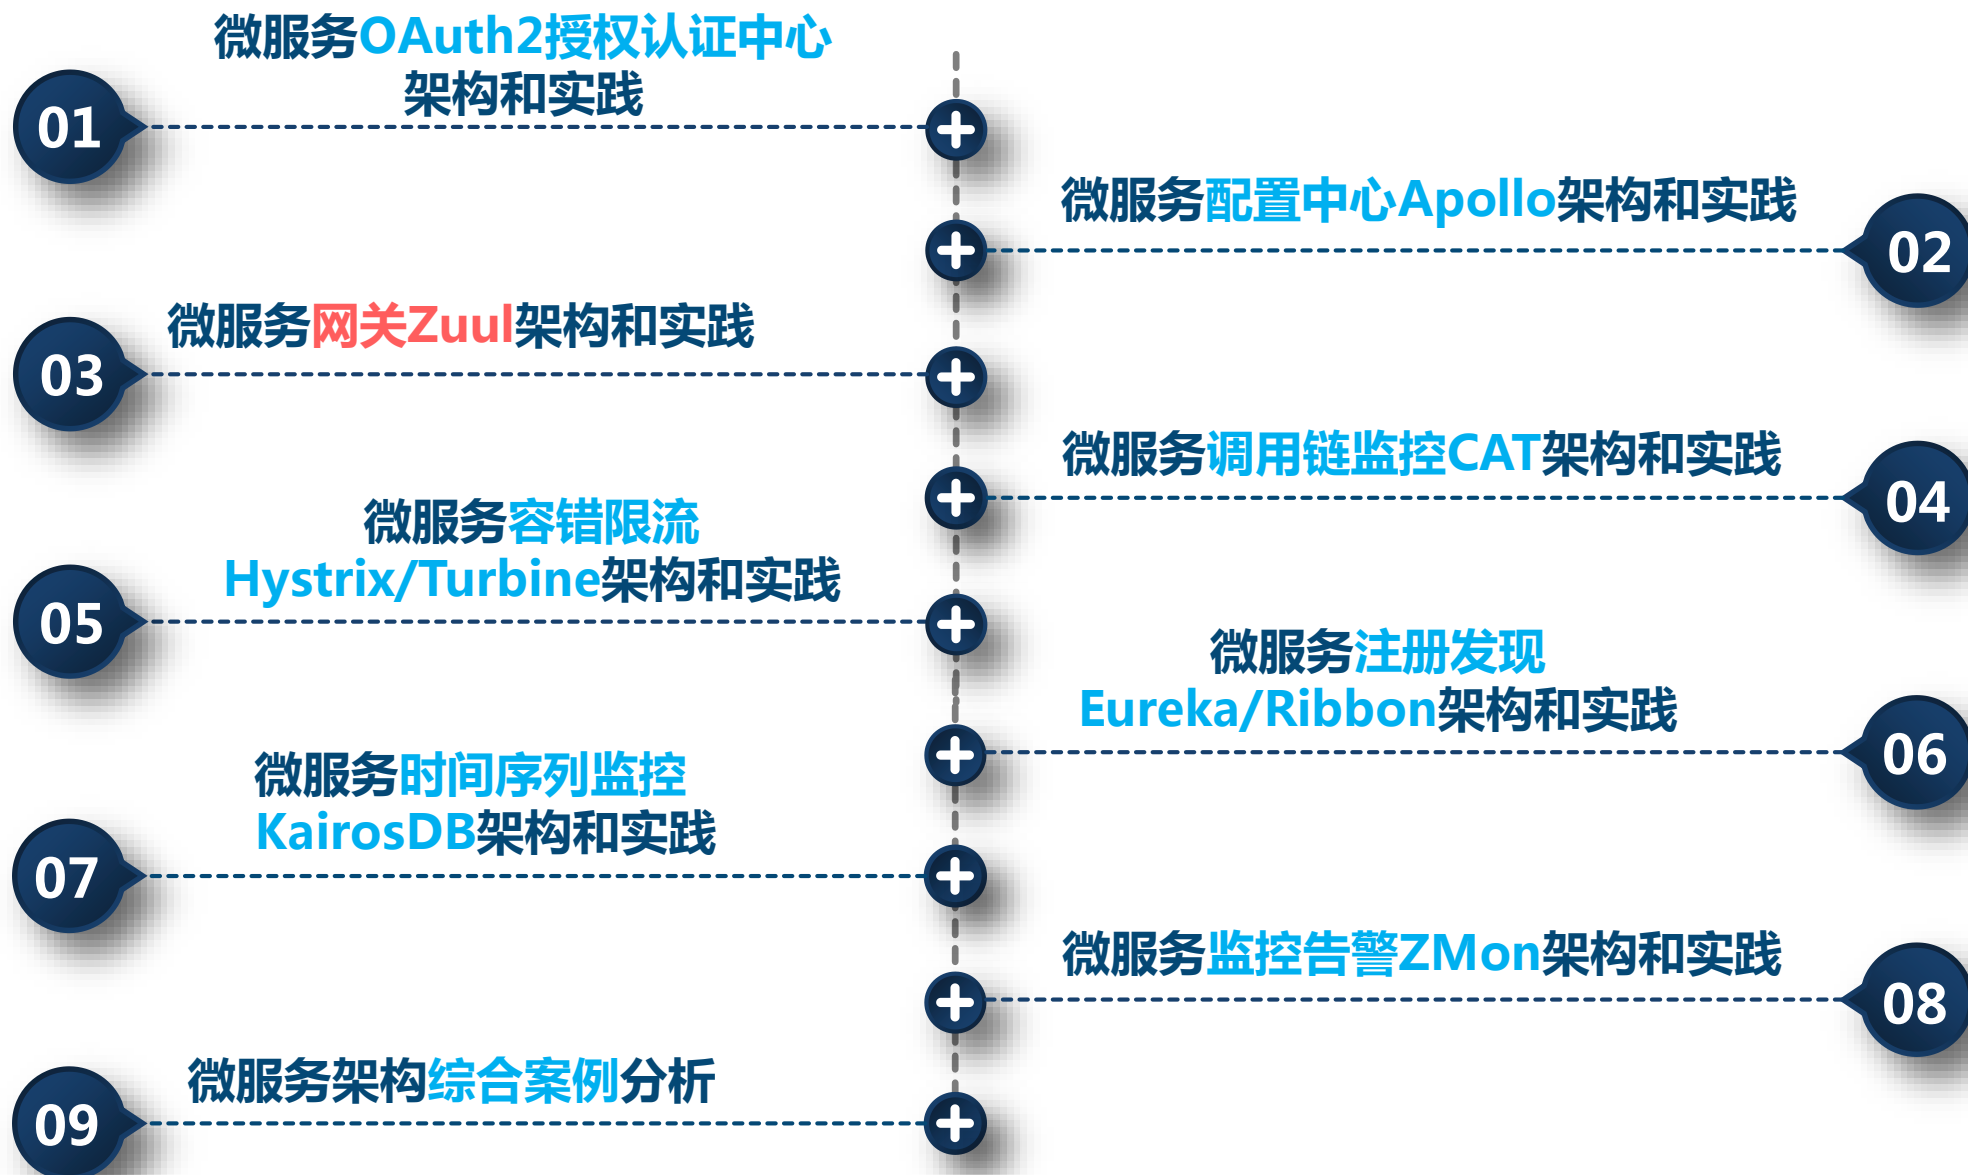 微服务OAuth2授权认证中心
架构和实践
01
微服务配置中心Apollo架构和实践
02
微服务网关Zuul架构和实践
03
微服务调用链监控CAT架构和实践
04
微服务容错限流
Hystrix/Turbine架构和实践
05
微服务注册发现
Eureka/Ribbon架构和实践
06
微服务时间序列监控
KairosDB架构和实践
07
微服务监控告警ZMon架构和实践
08
微服务架构综合案例分析
09